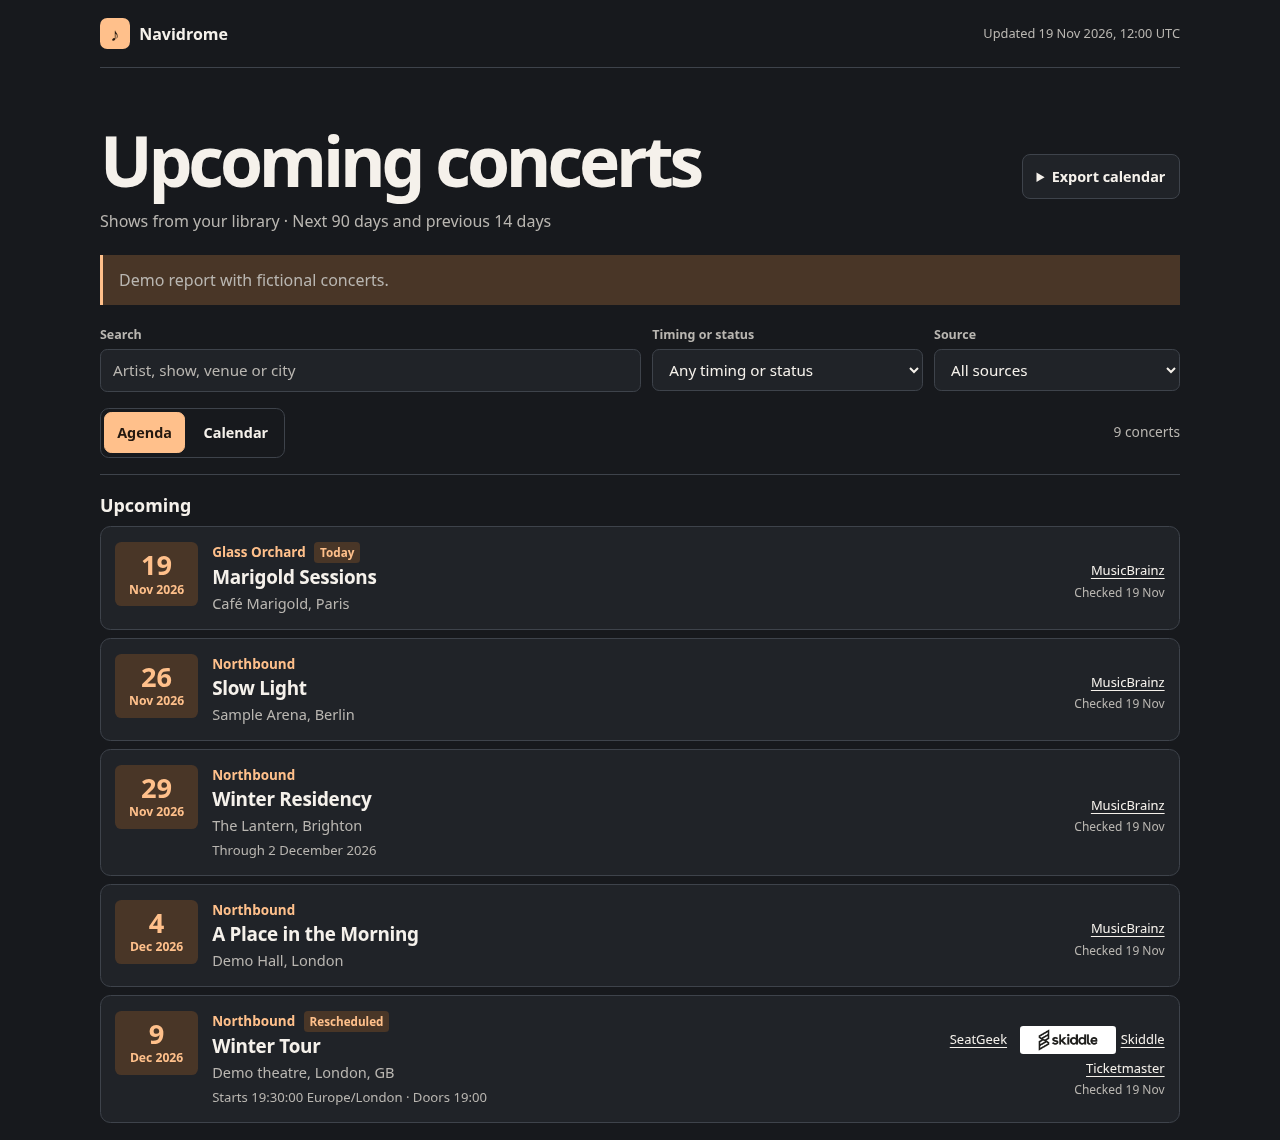 ♪ Navidrome
Updated 19 Nov 2026, 12:00 UTC
Upcoming concerts
Shows from your library · Next 90 days and previous 14 days
▶ Export calendar
Demo report with fictional concerts.
Search
Timing or status
Source
Artist, show, venue or city
Any timing or status
All sources
Agenda
Calendar
9 concerts
Upcoming
19
Nov 2026
Glass Orchard Today
Marigold Sessions
Café Marigold, Paris
MusicBrainz
Checked 19 Nov
26
Nov 2026
Northbound
Slow Light
Sample Arena, Berlin
MusicBrainz
Checked 19 Nov
29
Nov 2026
Northbound
Winter Residency
The Lantern, Brighton
Through 2 December 2026
MusicBrainz
Checked 19 Nov
4
Dec 2026
Northbound
A Place in the Morning
Demo Hall, London
MusicBrainz
Checked 19 Nov
9
Dec 2026
Northbound Rescheduled
Winter Tour
Demo theatre, London, GB
Starts 19:30:00 Europe/London · Doors 19:00
SeatGeek skiddle Skiddle
Ticketmaster
Checked 19 Nov